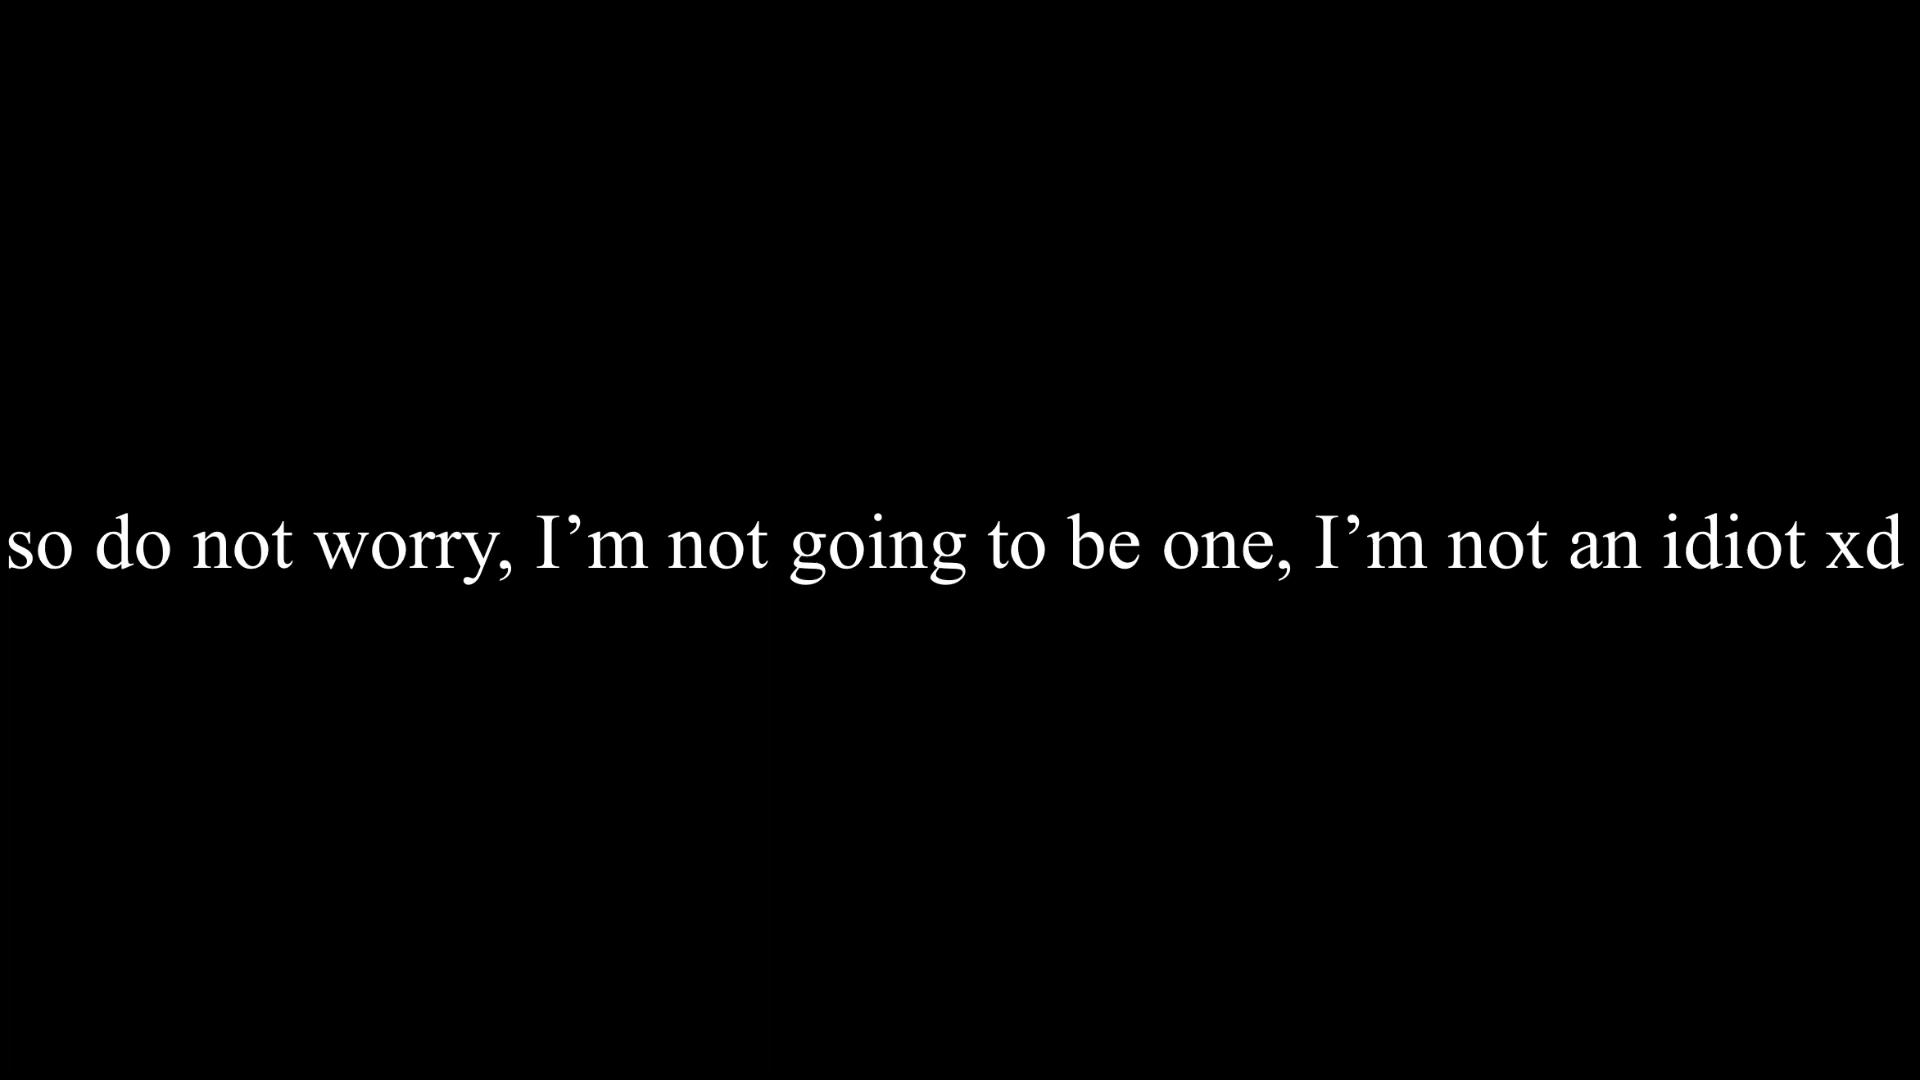 so do not worry, I’m not going to be one, I’m not an idiot xd